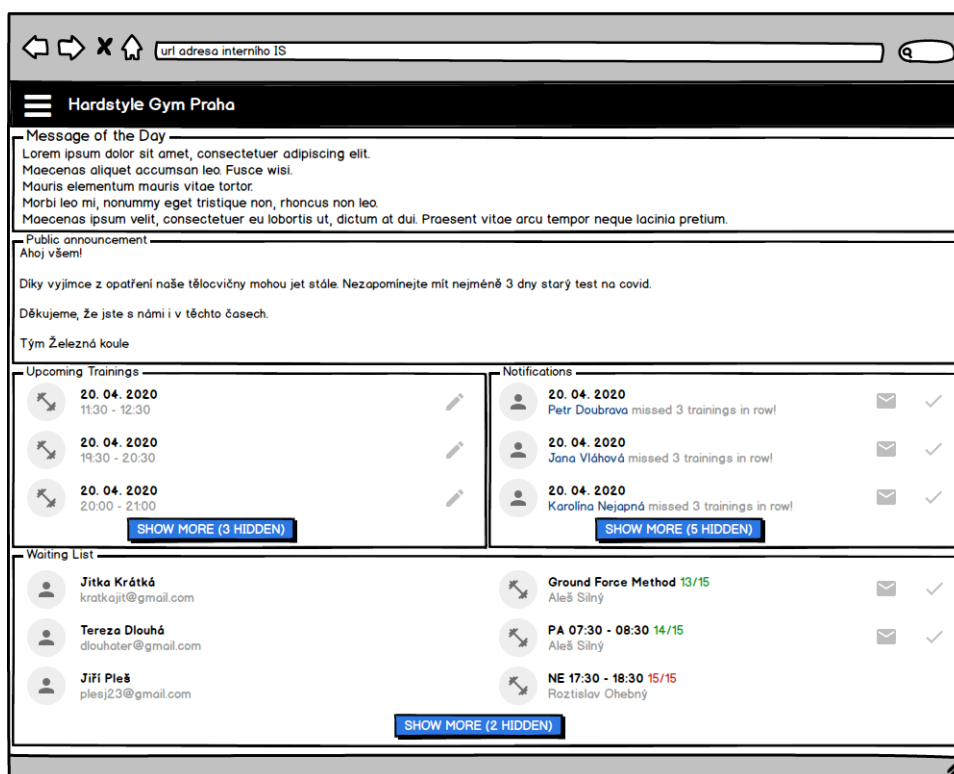 url adresa interního IS
Hardstyle Gym Praha
Message of the Day
Lorem ipsum dolor sit amet, consectetuer adipiscing elit.
Maecenas aliquet accumsan leo. Fusce wisi.
Mauris elementum mauris vitae tortor.
Morbi leo mi, nonummy eget tristique non, rhoncus non leo.
Maecenas ipsum velit, consectetuer eu lobortis ut, dictum at dui. Praesent vitae arcu tempor neque lacinia pretium.
Public announcement
Ahoj všem!
Díky vyjímce z opatření naše tělocvičny mohou jet stále. Nezapomínejte mít nejméně 3 dny starý test na covid.
Děkujeme, že jste s námi i v těchto časech.
Tým Železná koule
Upcoming Trainings
20. 04. 2020
11:30 - 12:30
20. 04. 2020
19:30 - 20:30
20. 04. 2020
20:00 - 21:00
SHOW MORE (3 HIDDEN)
Notifications
20. 04. 2020
Petr Doubrava missed 3 trainings in row!
20. 04. 2020
Jana Vláhová missed 3 trainings in row!
20. 04. 2020
Karolína Nejapná missed 3 trainings in row!
SHOW MORE (5 HIDDEN)
Waiting List
Jitka Krátká
kratkajit@gmail.com
Ground Force Method 13/15
Aleš Silný
Tereza Dlouhá
dlouhater@gmail.com
PA 07:30 - 08:30 14/15
Aleš Silný
Jiří Pleš
plesj23@gmail.com
NE 17:30 - 18:30 15/15
Roztislav Ohebný
SHOW MORE (2 HIDDEN)